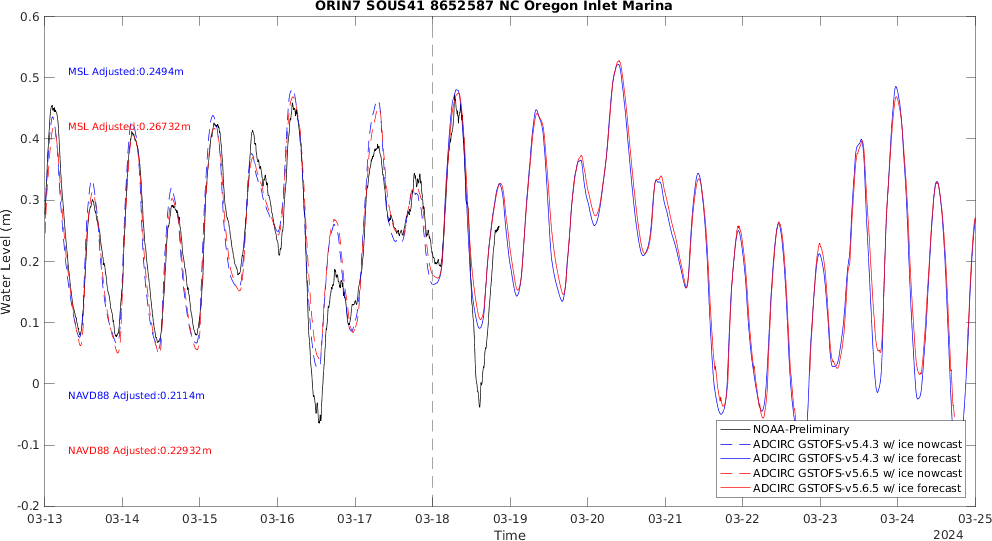 ORIN7 SOUS41 8652587 NC Oregon Inlet Marina
0.6
0.5
0.4
0.3
0.2
0.1
0
-0.1
-0.2
Water Level (m)
MSL Adjusted:0.2494m
MSL Adjusted:0.26732m
NAVD88 Adjusted:0.2114m
NAVD88 Adjusted:0.22932m
NOAA-Preliminary
ADCIRC GSTOFS-v5.4.3 w/ ice nowcast
ADCIRC GSTOFS-v5.4.3 w/ ice forecast
ADCIRC GSTOFS-v5.6.5 w/ ice nowcast
ADCIRC GSTOFS-v5.6.5 w/ ice forecast
03-13 03-14 03-15 03-16 03-17 03-18 03-19 03-20 03-21 03-22 03-23 03-24 03-25
Time
2024